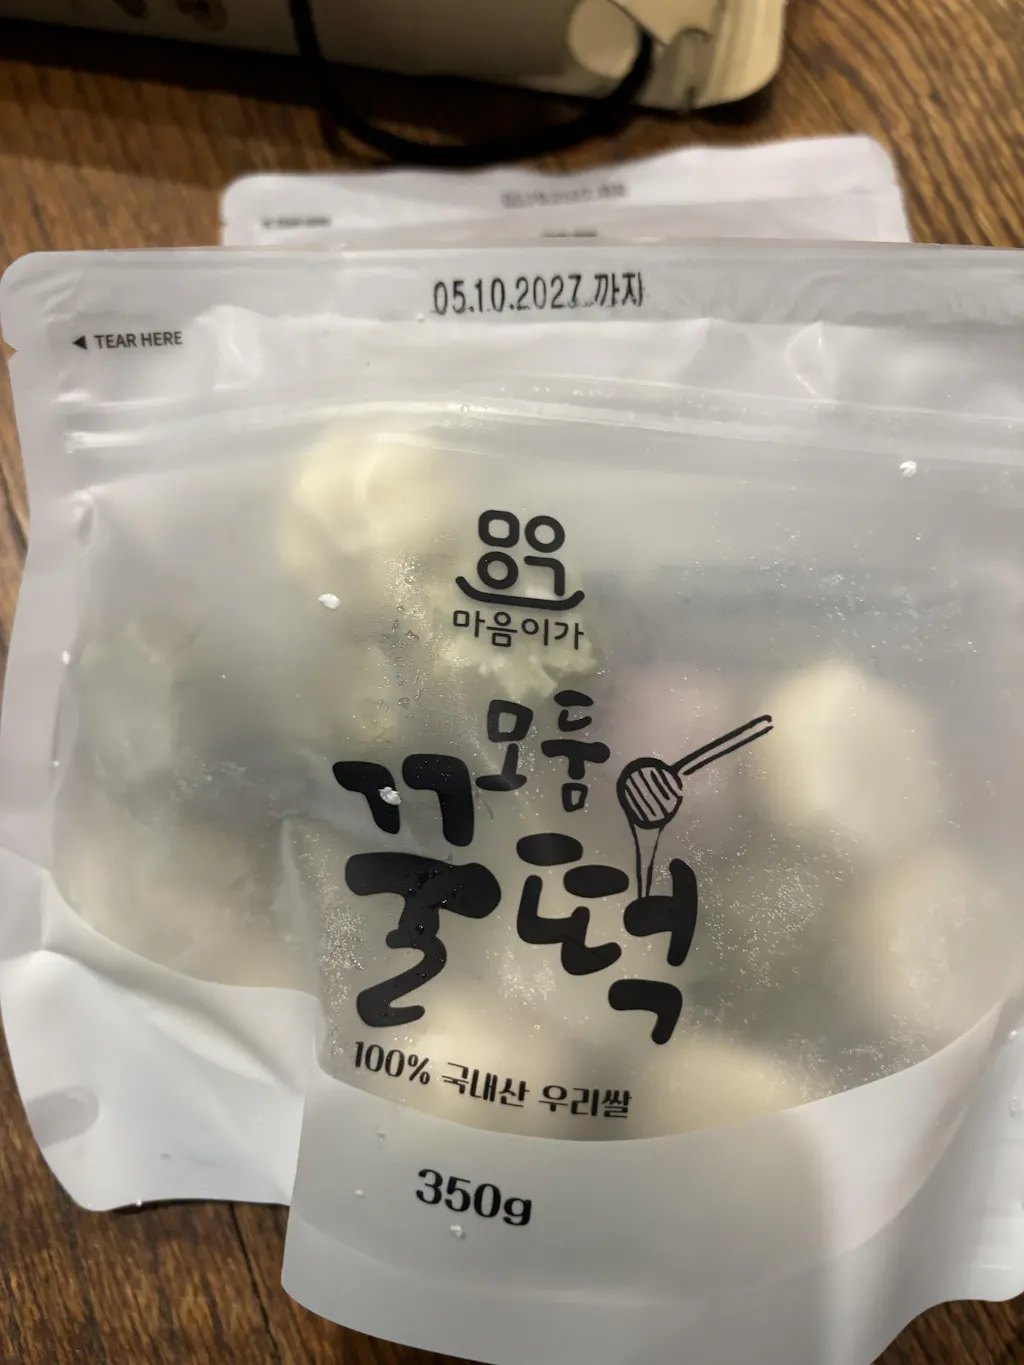 05.10.2027 까지
◀ TEAR HERE
마음이가
모듬
꿀떡
100% 국내산 우리쌀
350g